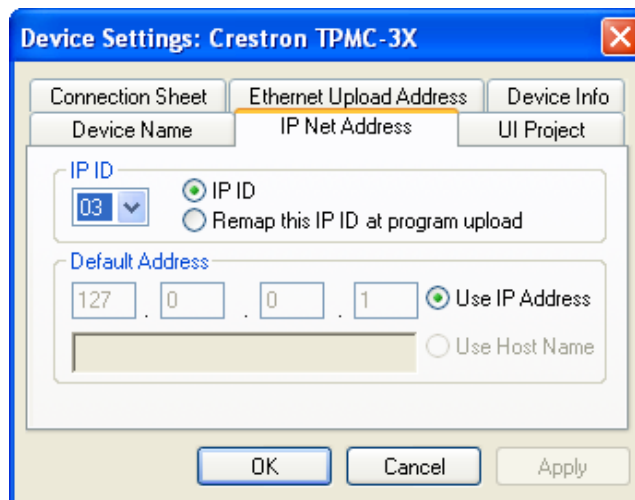 Device Settings: Crestron TPMC-3X
Connection Sheet Ethernet Upload Address Device Info
Device Name IP Net Address UI Project
IP ID
03 IP ID
Remap this IP ID at program upload
Default Address
127 . 0 . 0 . 1 Use IP Address
Use Host Name
OK Cancel Apply